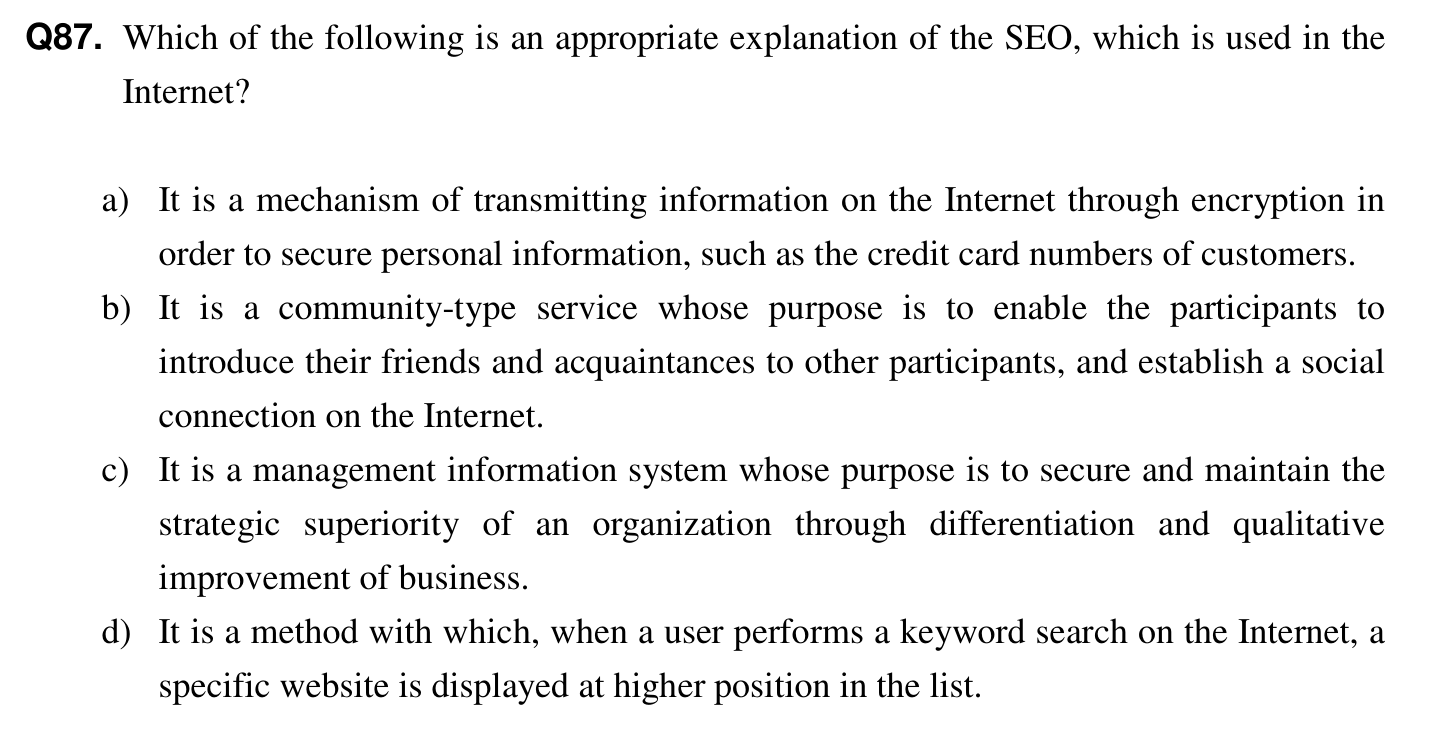 Q87. Which of the following is an appropriate explanation of the SEO, which is used in the
Internet?
a) It is a mechanism of transmitting information on the Internet through encryption in
order to secure personal information, such as the credit card numbers of customers.
b) It is a community-type service whose purpose is to enable the participants to
introduce their friends and acquaintances to other participants, and establish a social
connection on the Internet.
c) It is a management information system whose purpose is to secure and maintain the
strategic superiority of an organization through differentiation and qualitative
improvement of business.
d) It is a method with which, when a user performs a keyword search on the Internet, a
specific website is displayed at higher position in the list.